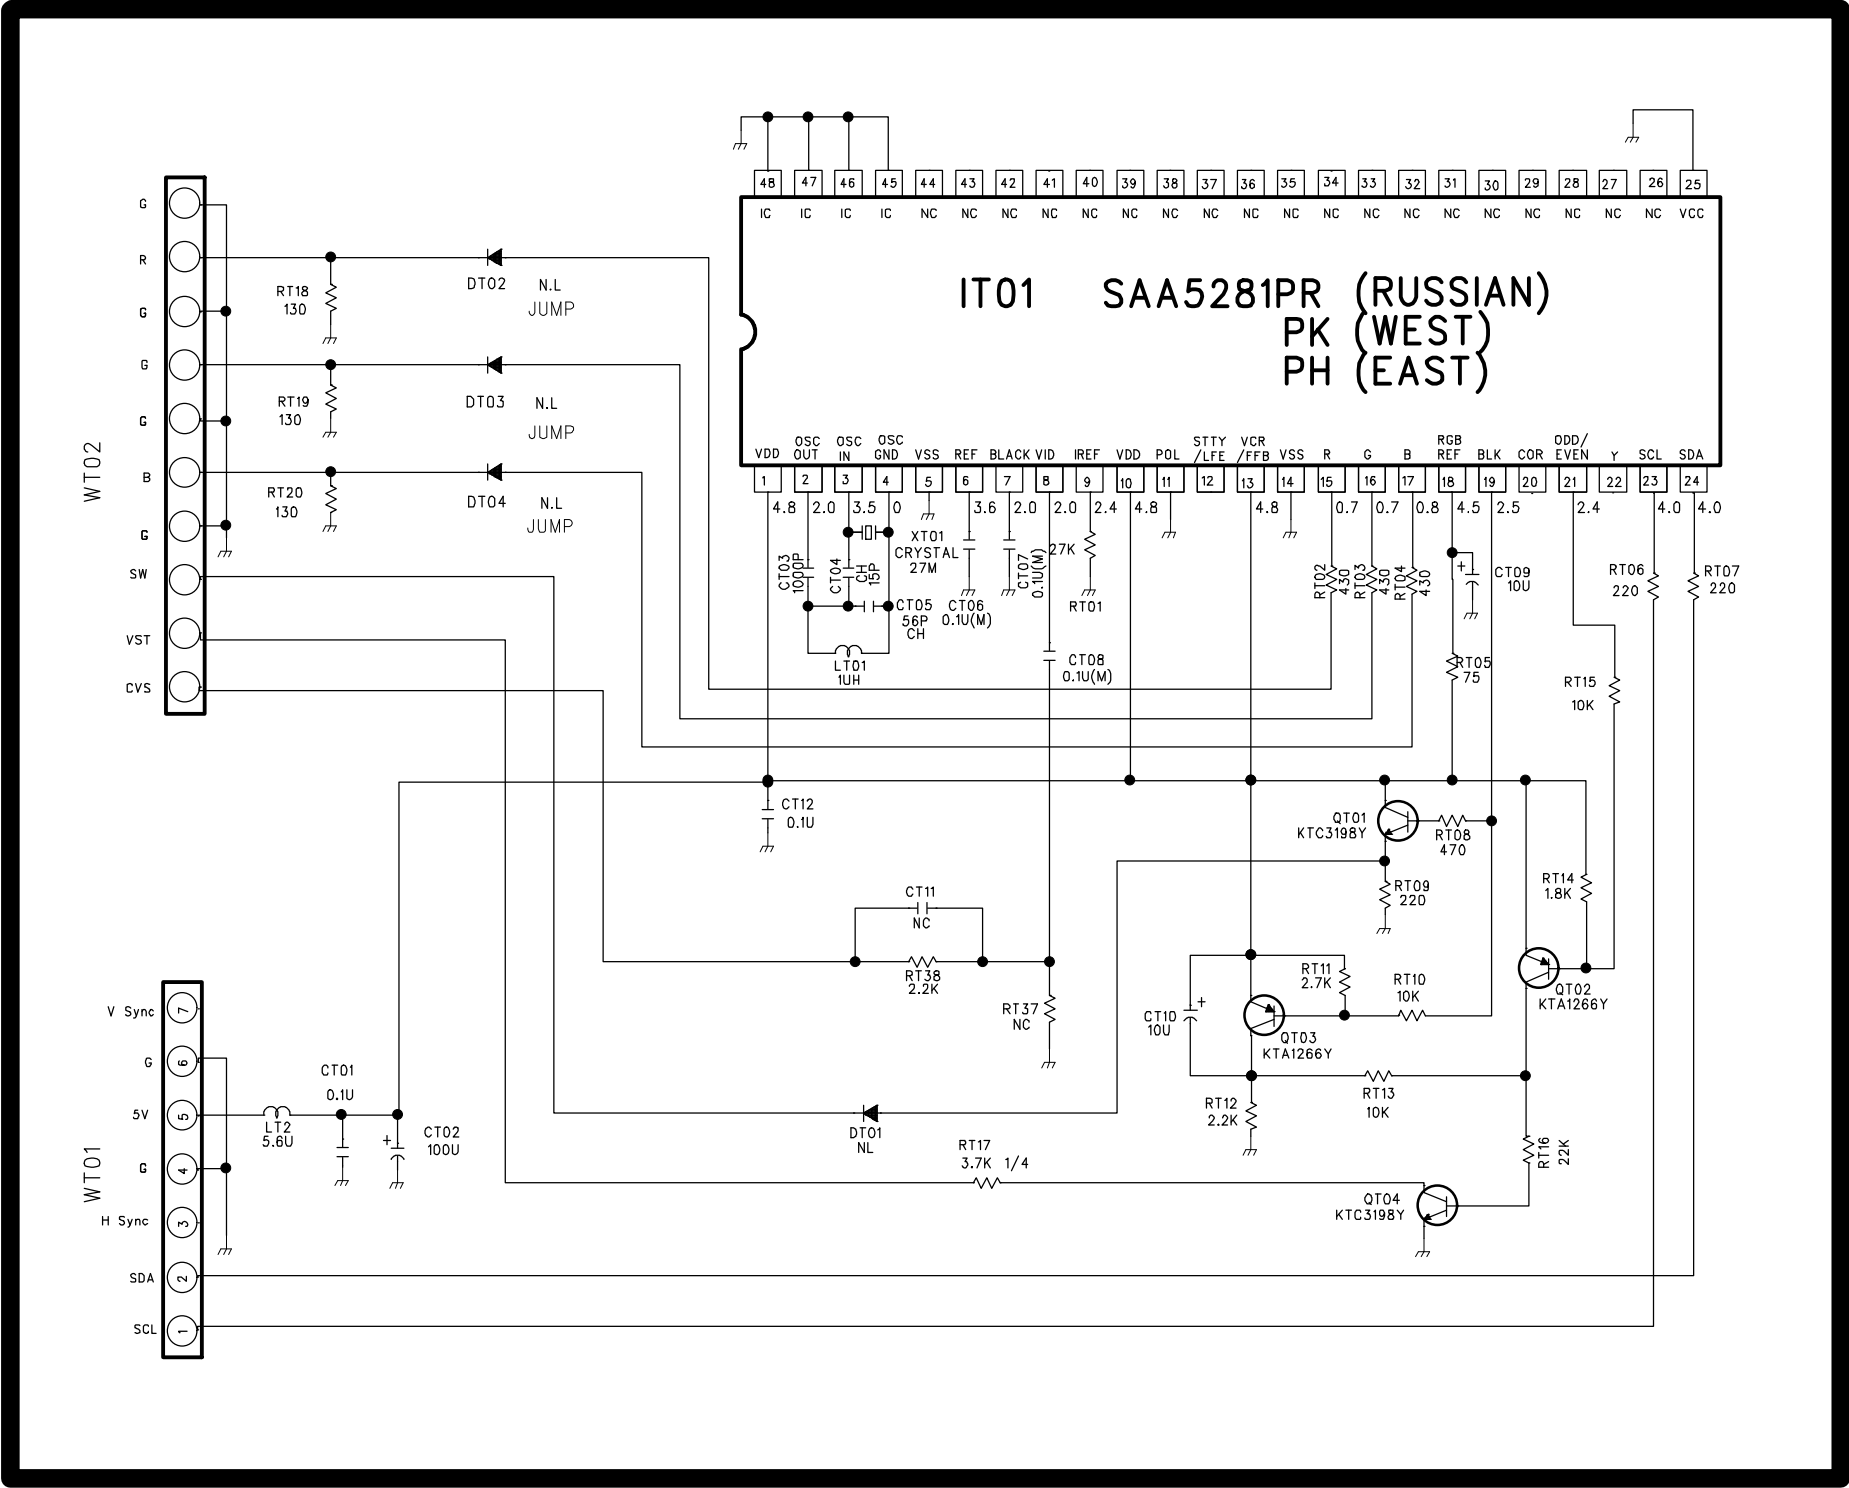 48 47 46 45 44 43 42 41 40 39 38 37 36 35 34 33 32 31 30 29 28 27 26 25
IC IC IC IC NC NC NC NC NC NC NC NC NC NC NC NC NC NC NC NC NC NC NC VCC
IT01 SAA5281PR (RUSSIAN)
PK (WEST)
PH (EAST)
VDD OSC OUT OSC IN OSC GND VSS REF BLACK VID IREF VDD POL STTY /LFE VCR /FFB VSS R G B RGB REF BLK COR ODD/ EVEN Y SCL SDA
1 2 3 4 5 6 7 8 9 10 11 12 13 14 15 16 17 18 19 20 21 22 23 24
4.8 2.0 3.5 0 3.6 2.0 2.0 2.4 4.8 4.8 0.7 0.7 0.8 4.5 2.5 2.4 4.0 4.0
WT02
G
R
G
G
G
B
G
SW
VST
CVS
RT18
130
DT02
N.L
JUMP
RT19
130
DT03
N.L
JUMP
RT20
130
DT04
N.L
JUMP
CT03
1000P
CT04
CH
15P
XT01
CRYSTAL
27M
CT05
56P
CH
LT01
1UH
CT06
0.1U(M)
CT07
0.1U(M)
27K
RT01
CT08
0.1U(M)
RT02
430
RT03
430
RT04
430
+
CT09
10U
RT05
75
RT06
220
RT07
220
RT15
10K
CT12
0.1U
QT01
KTC3198Y
RT08
470
RT09
220
RT14
1.8K
CT11
NC
RT38
2.2K
RT37
NC
+
CT10
10U
RT11
2.7K
RT10
10K
QT02
KTA1266Y
QT03
KTA1266Y
RT13
10K
RT12
2.2K
DT01
NL
RT17
3.7K 1/4
RT16
22K
QT04
KTC3198Y
WT01
V Sync 7
G 6
5V 5
G 4
H Sync 3
SDA 2
SCL 1
LT2
5.6U
CT01
0.1U
+
CT02
100U